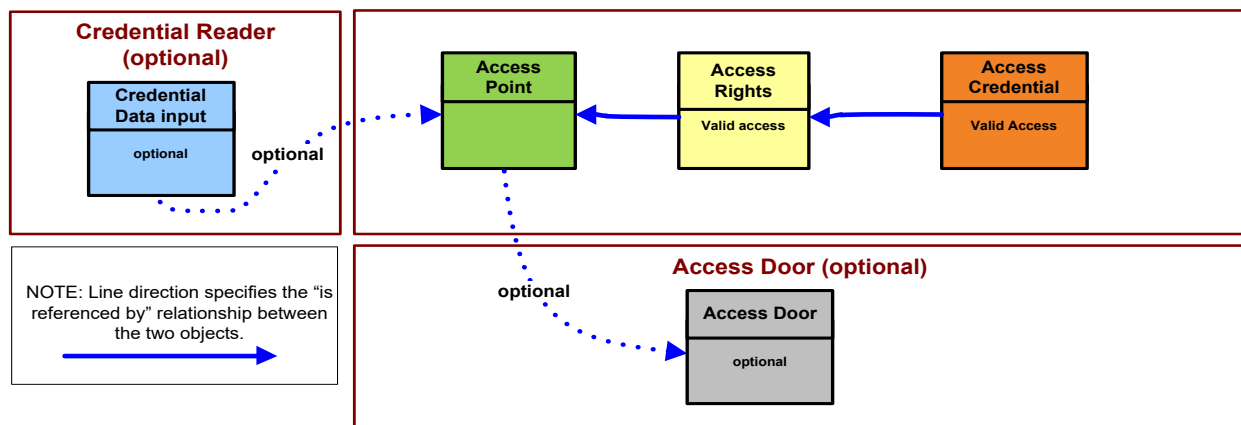 Credential Reader
(optional)
Credential
Data input
optional
optional
Access
Point
Access
Rights
Valid access
Access
Credential
Valid Access
NOTE: Line direction specifies the “is
referenced by” relationship between
the two objects.
Access Door (optional)
optional
Access Door
optional